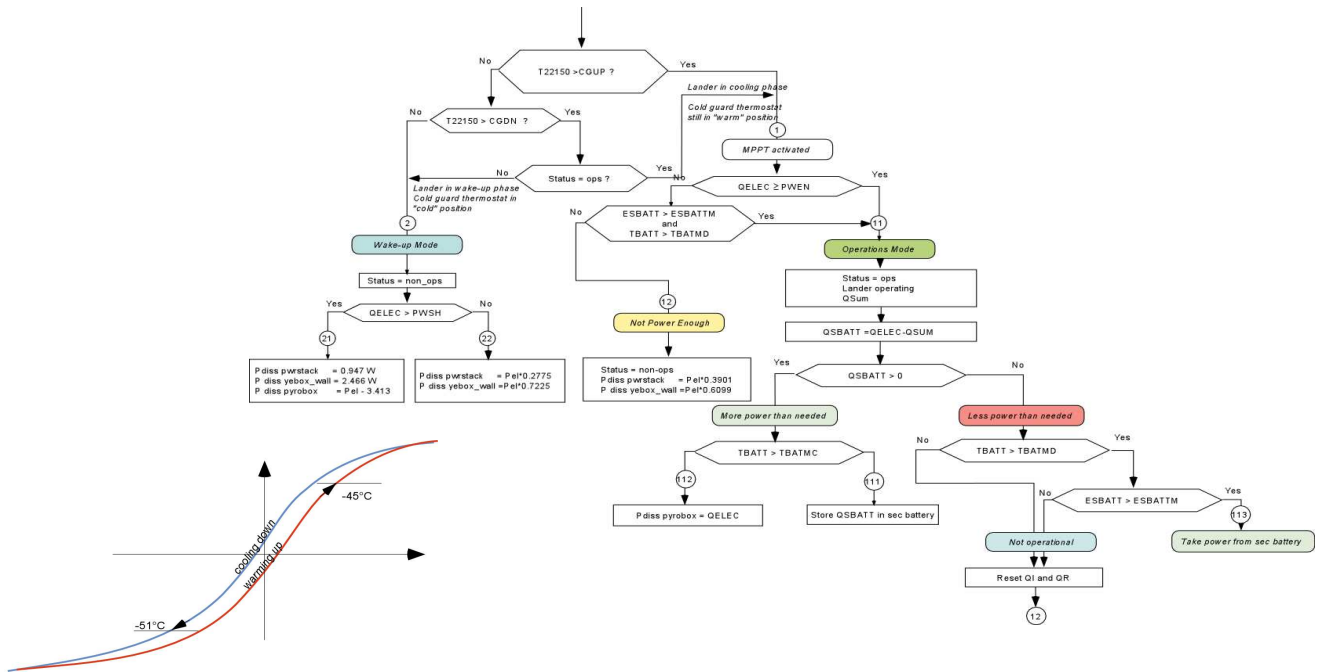 No
T22150 >CGUP ?
Yes
Lander in cooling phase
Cold guard thermostat
still in "warm" position
No
T22150 > CGDN ?
Yes
1
MPPT activated
No
Status = ops ?
Yes
Lander in wake-up phase
Cold guard thermostat in
"cold" position
No
QELEC ≥ PWEN
Yes
2
Wake-up Mode
Status = non_ops
Yes
QELEC > PWSH
No
21
22
P diss pwrstack = 0.947 W
P diss yebox_wall = 2.466 W
P diss pyrobox = Pel - 3.413
P diss pwrstack = Pel*0.2775
P diss yebox_wall =Pel*0.7225
No
ESBATT > ESBATTM
and
TBATT > TBATMD
Yes
11
12
Not Power Enough
Status = non-ops
P diss pwrstack = Pel*0.3901
P diss yebox_wall =Pel*0.6099
Operations Mode
Status = ops
Lander operating
QSum
QSBATT =QELEC-QSUM
Yes
QSBATT > 0
No
More power than needed
Less power than needed
TBATT > TBATMC
112
111
P diss pyrobox = QELEC
Store QSBATT in sec battery
No
TBATT > TBATMD
Yes
No
ESBATT > ESBATTM
Yes
113
Not operational
Take power from sec battery
Reset QI and QR
12
-45°C
cooling down
warming up
-51°C